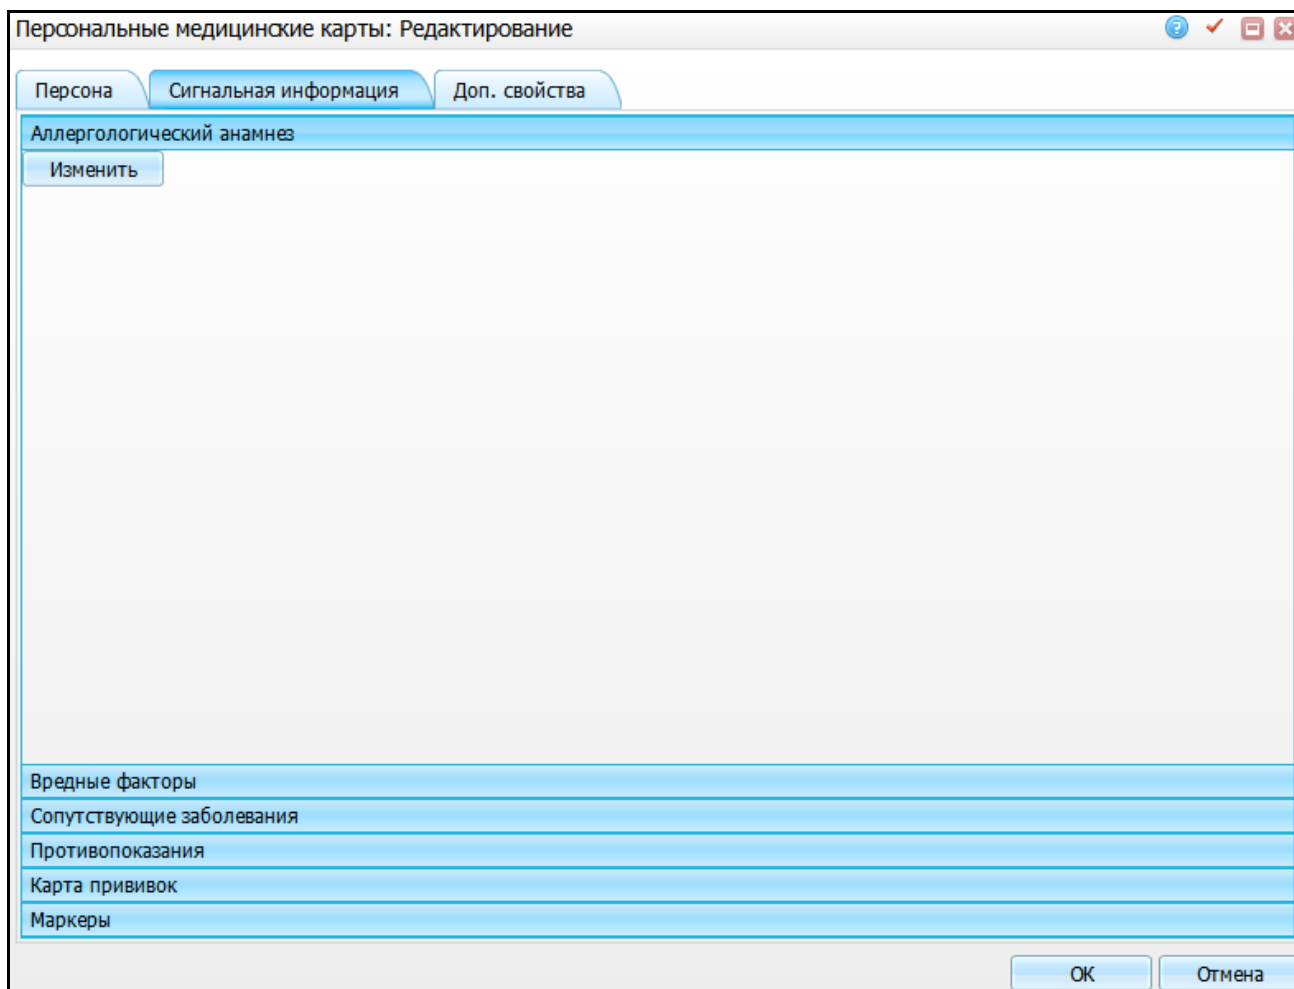 Персональные медицинские карты: Редактирование
Персона Сигнальная информация Доп. свойства
Аллергологический анамнез
Изменить
Вредные факторы
Сопутствующие заболевания
Противопоказания
Карта прививок
Маркеры
ОК Отмена